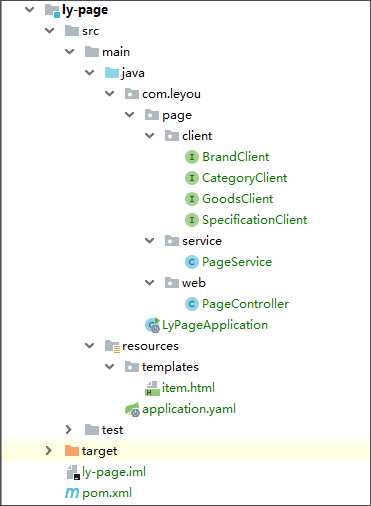 ly-page
src
main
java
com.leyou
page
client
BrandClient
CategoryClient
GoodsClient
SpecificationClient
service
PageService
web
PageController
LyPageApplication
resources
templates
item.html
application.yaml
test
target
ly-page.iml
pom.xml